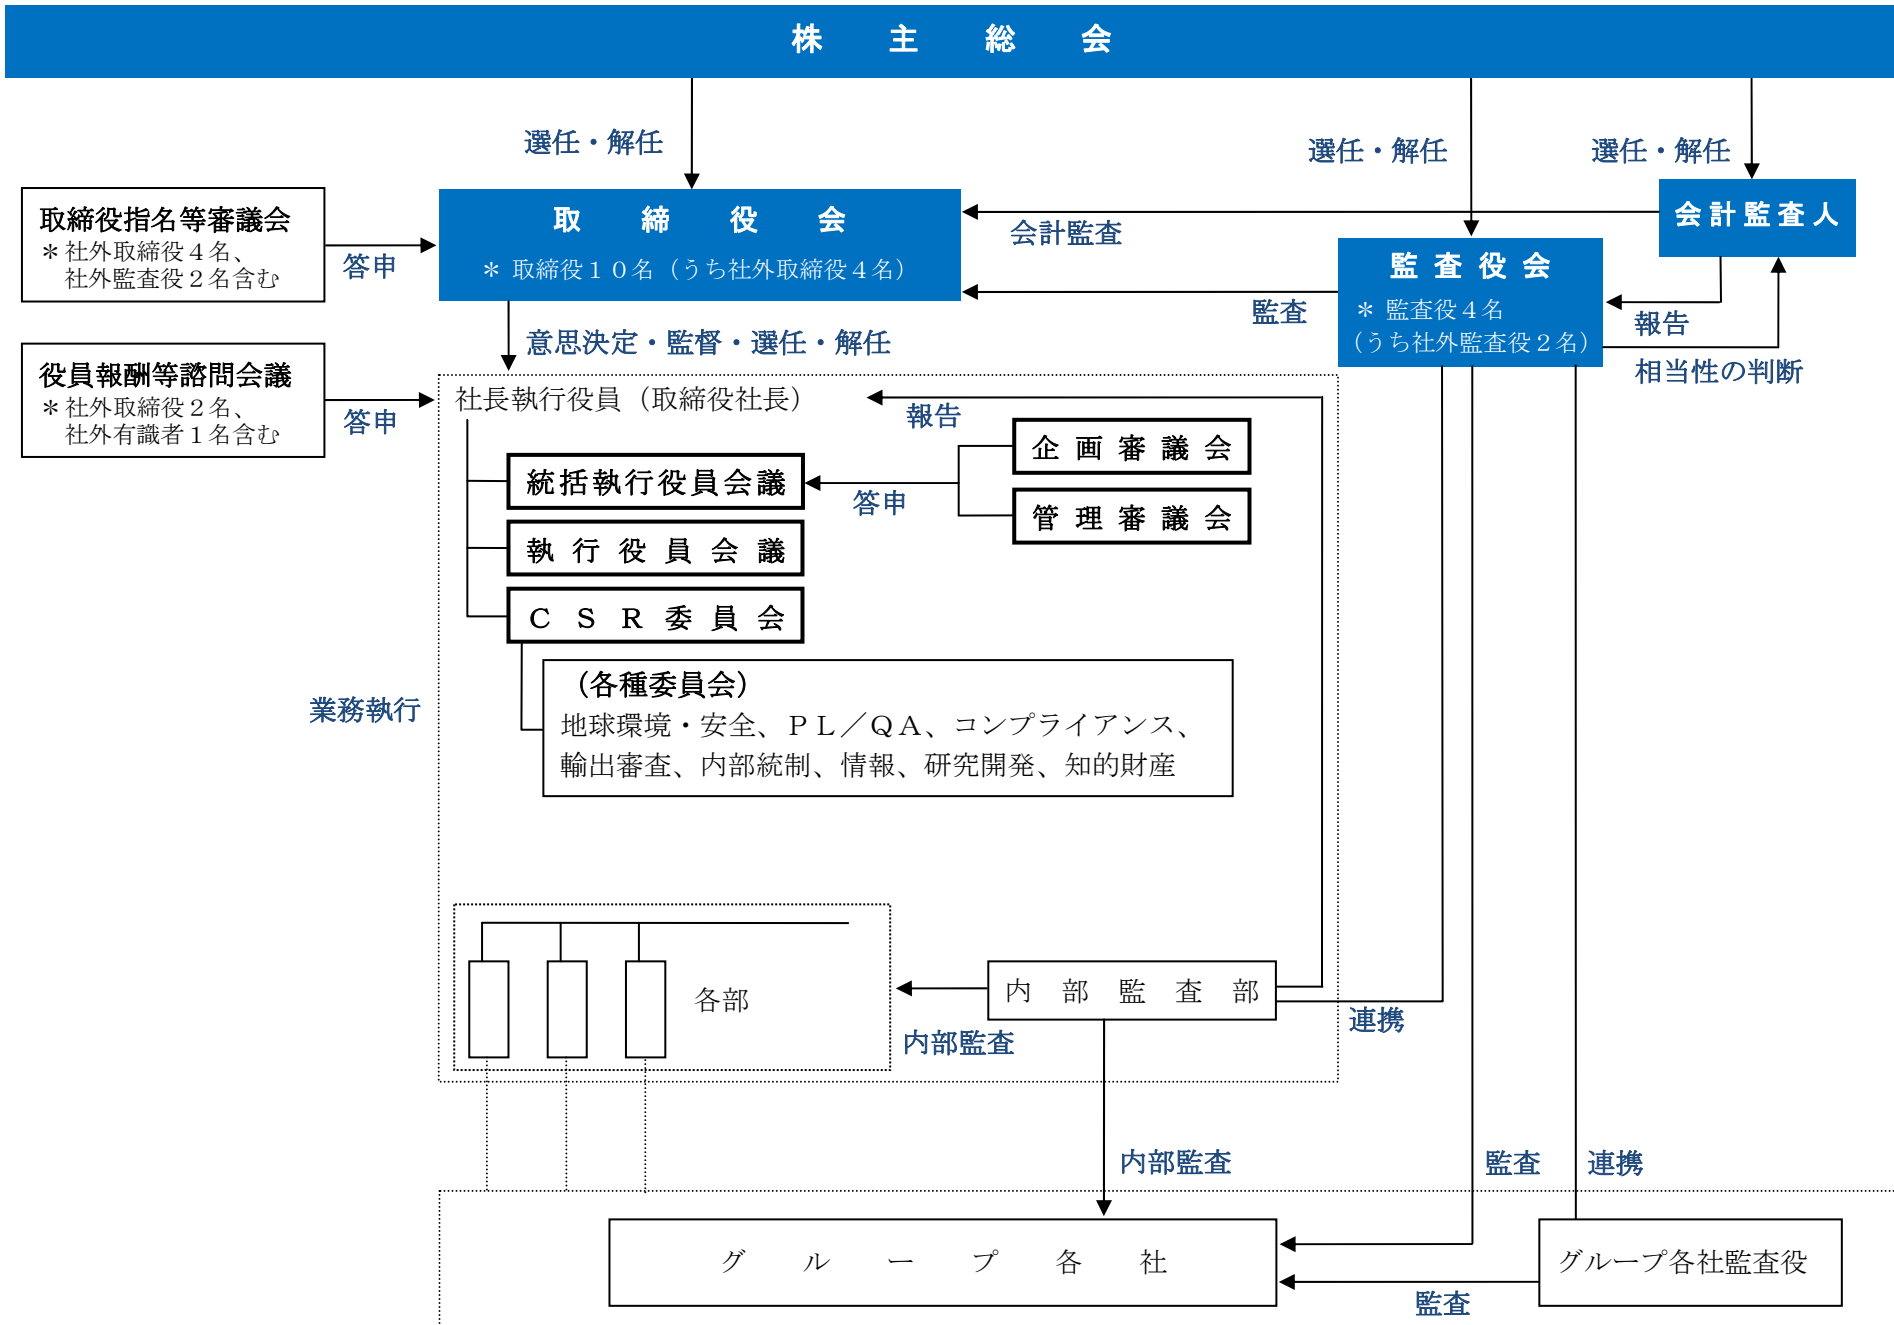 株主総会
選任・解任
選任・解任
選任・解任
取締役指名等審議会
＊社外取締役４名、
社外監査役２名含む
答申
取締役会
＊ 取締役１０名（うち社外取締役４名）
会計監査
会計監査人
監査役会
＊ 監査役４名
（うち社外監査役２名）
監査
報告
相当性の判断
意思決定・監督・選任・解任
役員報酬等諮問会議
＊社外取締役２名、
社外有識者１名含む
答申
社長執行役員（取締役社長）
報告
企画審議会
統括執行役員会議
答申
管理審議会
執行役員会議
ＣＳＲ委員会
（各種委員会）
地球環境・安全、ＰＬ／ＱＡ、コンプライアンス、
輸出審査、内部統制、情報、研究開発、知的財産
業務執行
各部
内部監査部
内部監査
連携
内部監査
監査
連携
グループ各社
グループ各社監査役
監査